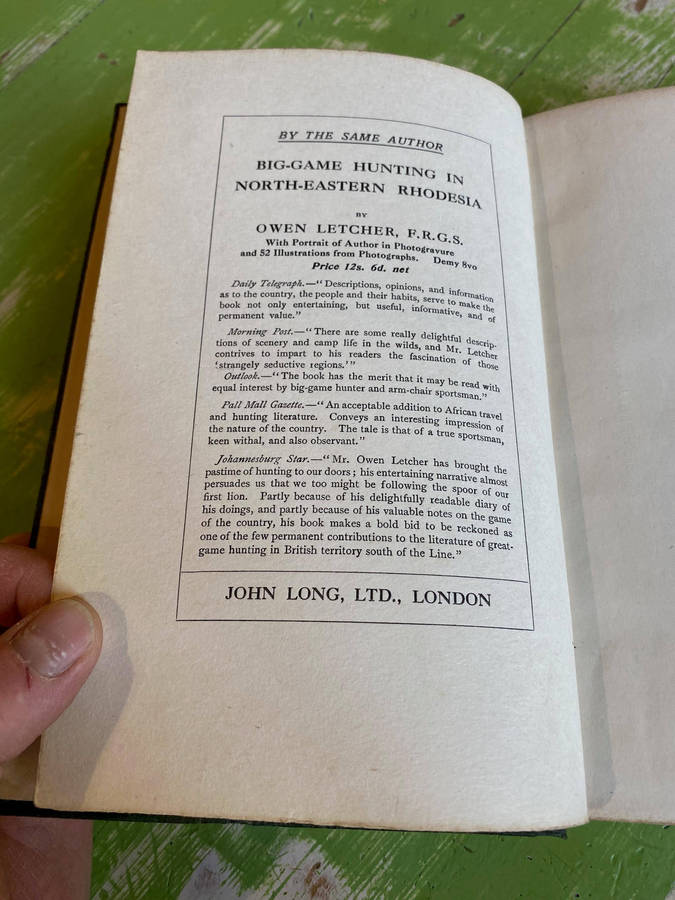 BY THE SAME AUTHOR
BIG-GAME HUNTING IN
NORTH-EASTERN RHODESIA
BY
OWEN LETCHER, F.R.G.S.
With Portrait of Author in Photogravure
and 52 Illustrations from Photographs. Demy 8vo
Price 12s. 6d. net
Daily Telegraph.—“Descriptions, opinions, and information
as to the country, the people and their habits, serve to make the
book not only entertaining, but useful, informative, and of
permanent value.”
Morning Post.—“There are some really delightful descrip-
tions of scenery and camp life in the wilds, and Mr. Letcher
contrives to impart to his readers the fascination of those
‘strangely seductive regions.’”
Outlook.—“The book has the merit that it may be read with
equal interest by big-game hunter and arm-chair sportsman.”
Pall Mall Gazette.—“An acceptable addition to African travel
and hunting literature. Conveys an interesting impression of
the nature of the country. The tale is that of a true sportsman,
keen withal, and also observant.”
Johannesburg Star.—“Mr. Owen Letcher has brought the
pastime of hunting to our doors; his entertaining narrative almost
persuades us that we too might be following the spoor of our
first lion. Partly because of his delightfully readable diary of
his doings, and partly because of his valuable notes on the game
of the country, his book makes a bold bid to be reckoned as
one of the few permanent contributions to the literature of great-
game hunting in British territory south of the Line.”
JOHN LONG, LTD., LONDON